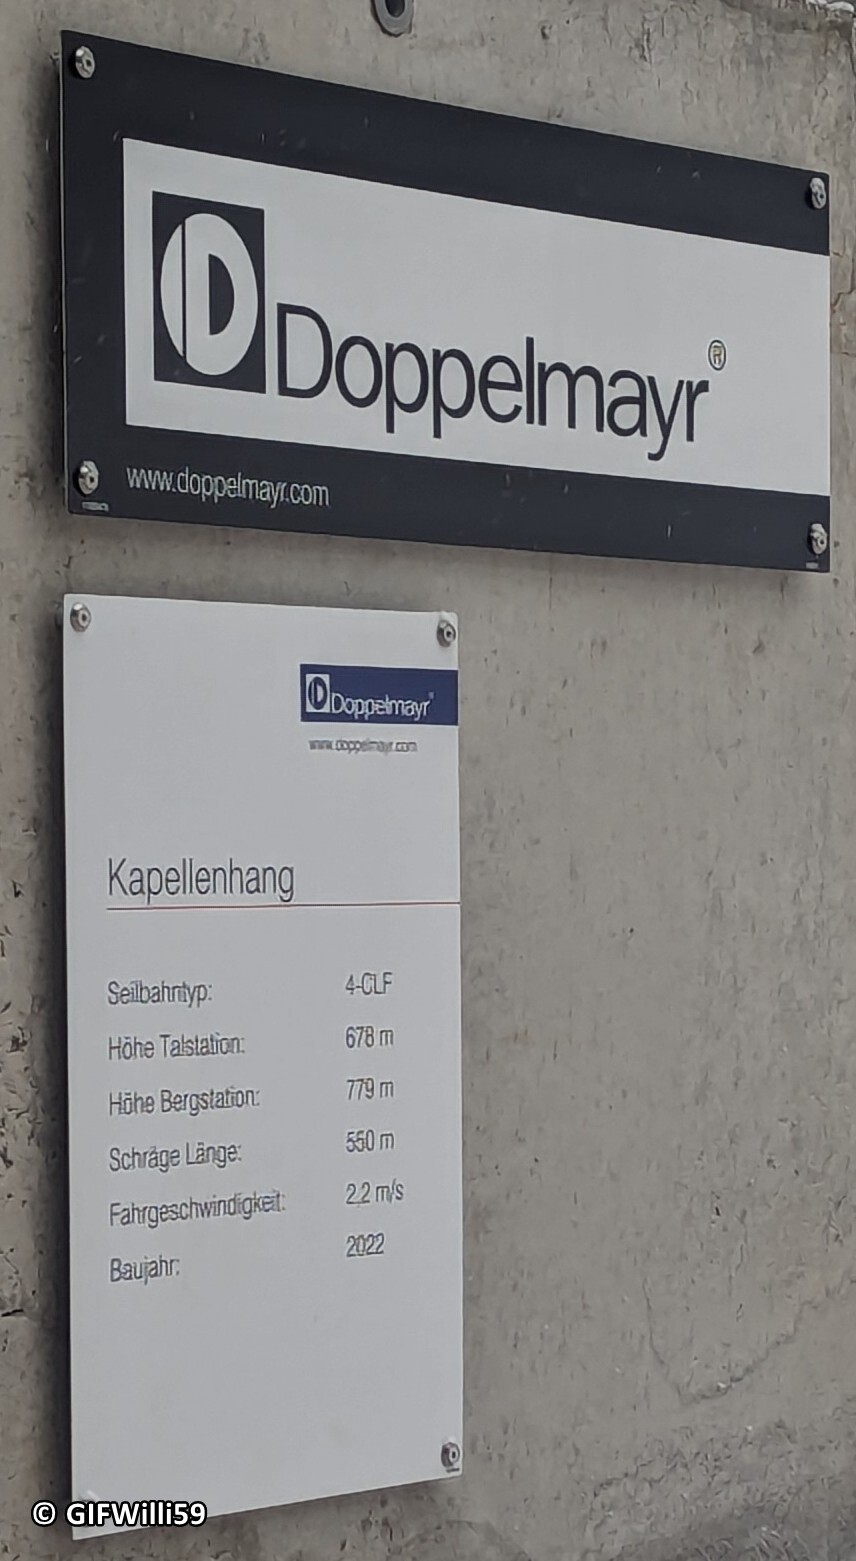 Doppelmayr®
www.doppelmayr.com
Doppelmayr®
www.doppelmayr.com
Kapellenhang
Seilbahntyp: 4-CLF
Höhe Talstation: 678 m
Höhe Bergstation: 779 m
Schräge Länge: 550 m
Fahrgeschwindigkeit: 2.2 m/s
Baujahr: 2022
© GIFWilli59